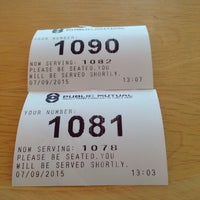 PUBLIC MUTUAL
YOUR NUMBER:
1090
NOW SERVING: 1082
PLEASE BE SEATED.YOU
WILL BE SERVED SHORTLY.
07/09/2015 13:07
PUBLIC MUTUAL
YOUR NUMBER:
1081
NOW SERVING: 1078
PLEASE BE SEATED.YOU
WILL BE SERVED SHORTLY.
07/09/2015 13:03